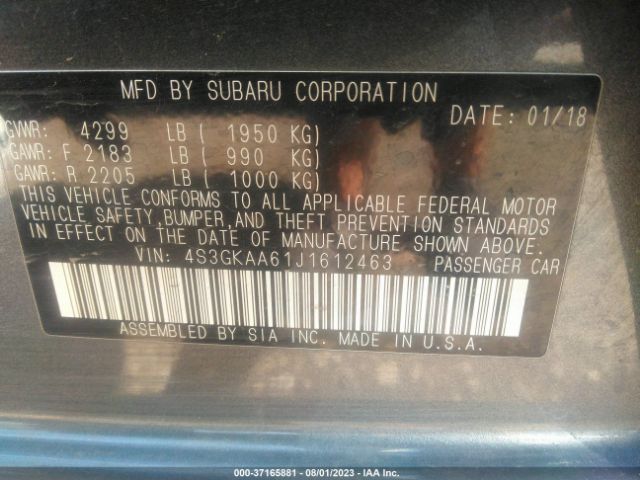 MFD BY SUBARU CORPORATION
DATE: 01/18
GVWR: 4299 LB ( 1950 KG)
GAWR: F 2183 LB ( 990 KG)
GAWR: R 2205 LB ( 1000 KG)
THIS VEHICLE CONFORMS TO ALL APPLICABLE FEDERAL MOTOR
VEHICLE SAFETY, BUMPER, AND THEFT PREVENTION STANDARDS
IN EFFECT ON THE DATE OF MANUFACTURE SHOWN ABOVE.
VIN: 4S3GKAA61J1612463 PASSENGER CAR
ASSEMBLED BY SIA INC. MADE IN U.S.A.
000-37165881 - 08/01/2023 - IAA Inc.